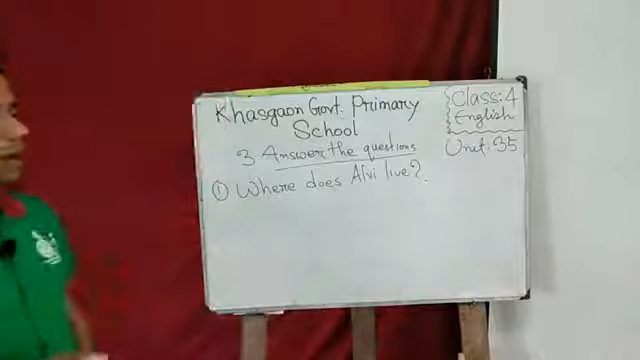 Khasgaon Govt. Primary
School
Class: 4
English
Unit: 35
3 Answer the questions
① Where does Alvi live?